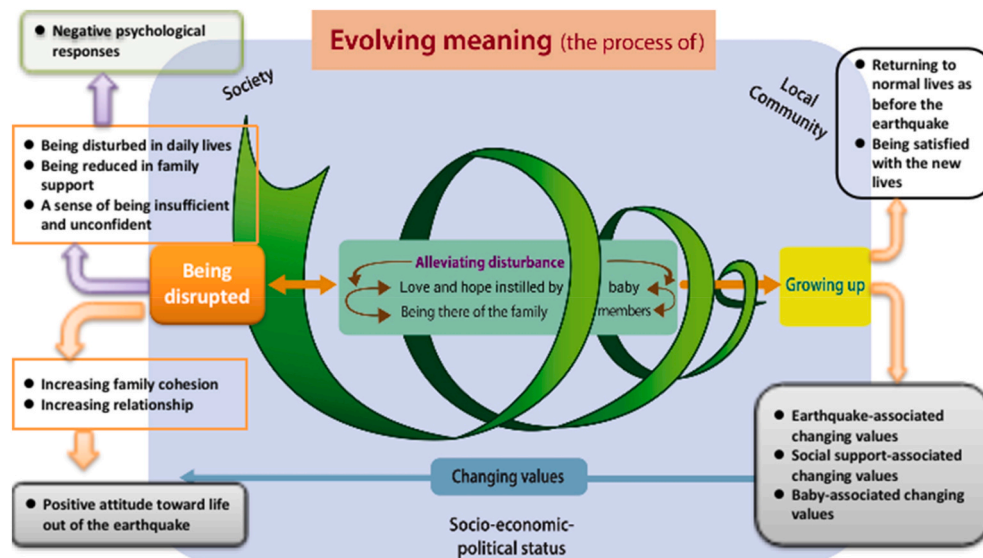 Evolving meaning (the process of)
● Negative psychological
responses
Society
Local
Community
● Returning to
normal lives as
before the
earthquake
● Being satisfied
with the new
lives
● Being disturbed in daily lives
● Being reduced in family
support
● A sense of being insufficient
and unconfident
Being
disrupted
Alleviating disturbance
Love and hope instilled by baby
Being there of the family members
Growing up
● Increasing family cohesion
● Increasing relationship
● Earthquake-associated
changing values
● Social support-associated
changing values
● Baby-associated changing
values
Changing values
● Positive attitude toward life
out of the earthquake
Socio-economic-
political status